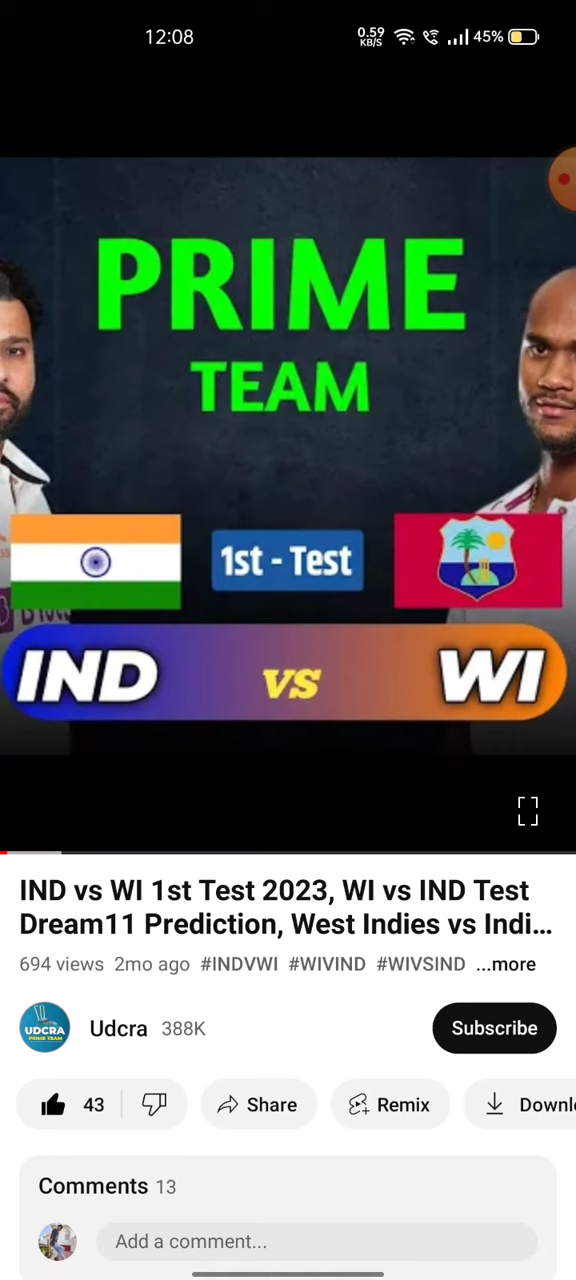 12:08
0.59
KB/S
45%
PRIME
TEAM
1st - Test
IND vs WI
IND vs WI 1st Test 2023, WI vs IND Test
Dream11 Prediction, West Indies vs Indi...
694 views 2mo ago #INDVWI #WIVIND #WIVSIND ...more
UDCRA
PRIME TEAM
Udcra 388K
Subscribe
43
Share
Remix
Downl
Comments 13
Add a comment...